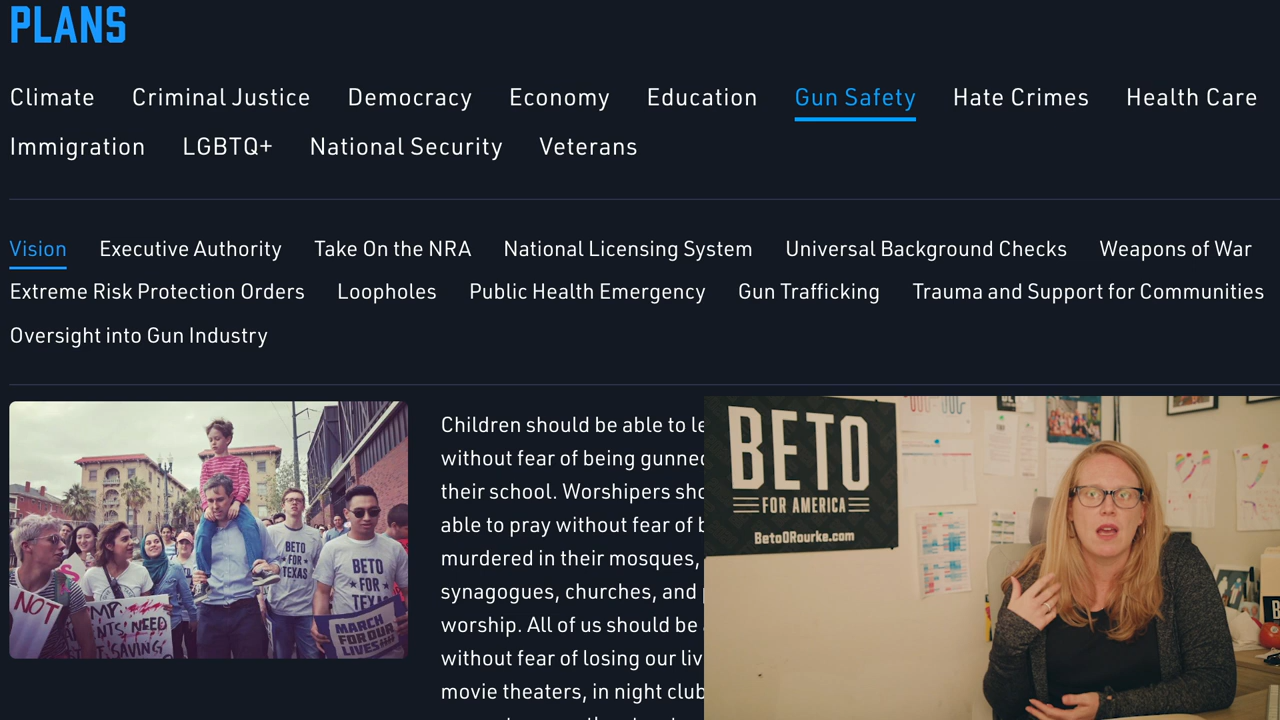 PLANS
Climate Criminal Justice Democracy Economy Education Gun Safety Hate Crimes Health Care
Immigration LGBTQ+ National Security Veterans
Vision Executive Authority Take On the NRA National Licensing System Universal Background Checks Weapons of War
Extreme Risk Protection Orders Loopholes Public Health Emergency Gun Trafficking Trauma and Support for Communities
Oversight into Gun Industry
Children should be able to le
without fear of being gunned
their school. Worshipers sho
able to pray without fear of b
murdered in their mosques,
synagogues, churches, and p
worship. All of us should be
without fear of losing our liv
movie theaters, in night club
NOT
NEED
SAVING
BETO
FOR
TEXAS
BETO
FOR
MARCH
FOR OUR
LIVES
BETO
FOR AMERICA
BetoORourke.com